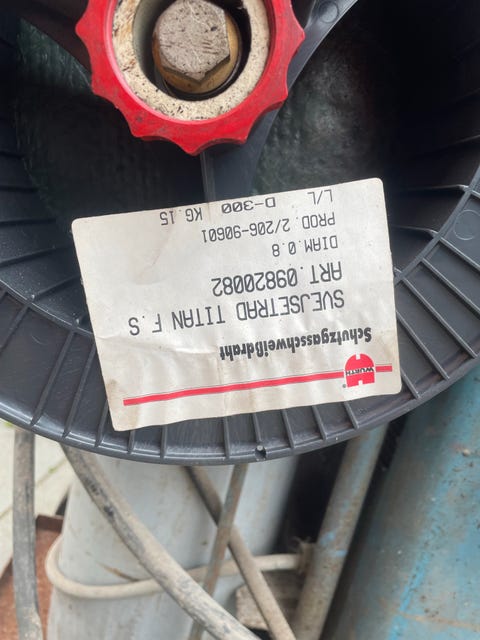 WÜRTH
Schutzgasschweißdraht
SVEJSETRAD TITAN F.S
ART.09820082
DIAM.0.8
PROD. 2/206-90601
D-300 KG.15
L/L